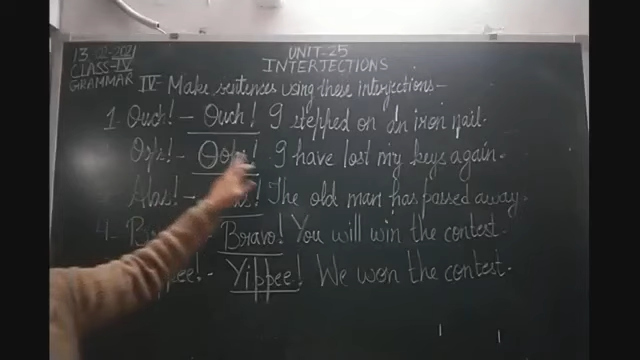 13-02-2021
UNIT-25
CLASS-IV
INTERJECTIONS
GRAMMAR
IV- Make sentences using these interjections-
1. Ouch! - Ouch! I stepped on an iron nail.
Oops! - Oops! I have lost my keys again.
Alas! - The old man has passed away.
4. Bravo! You will win the contest.
- Yippee! We won the contest.